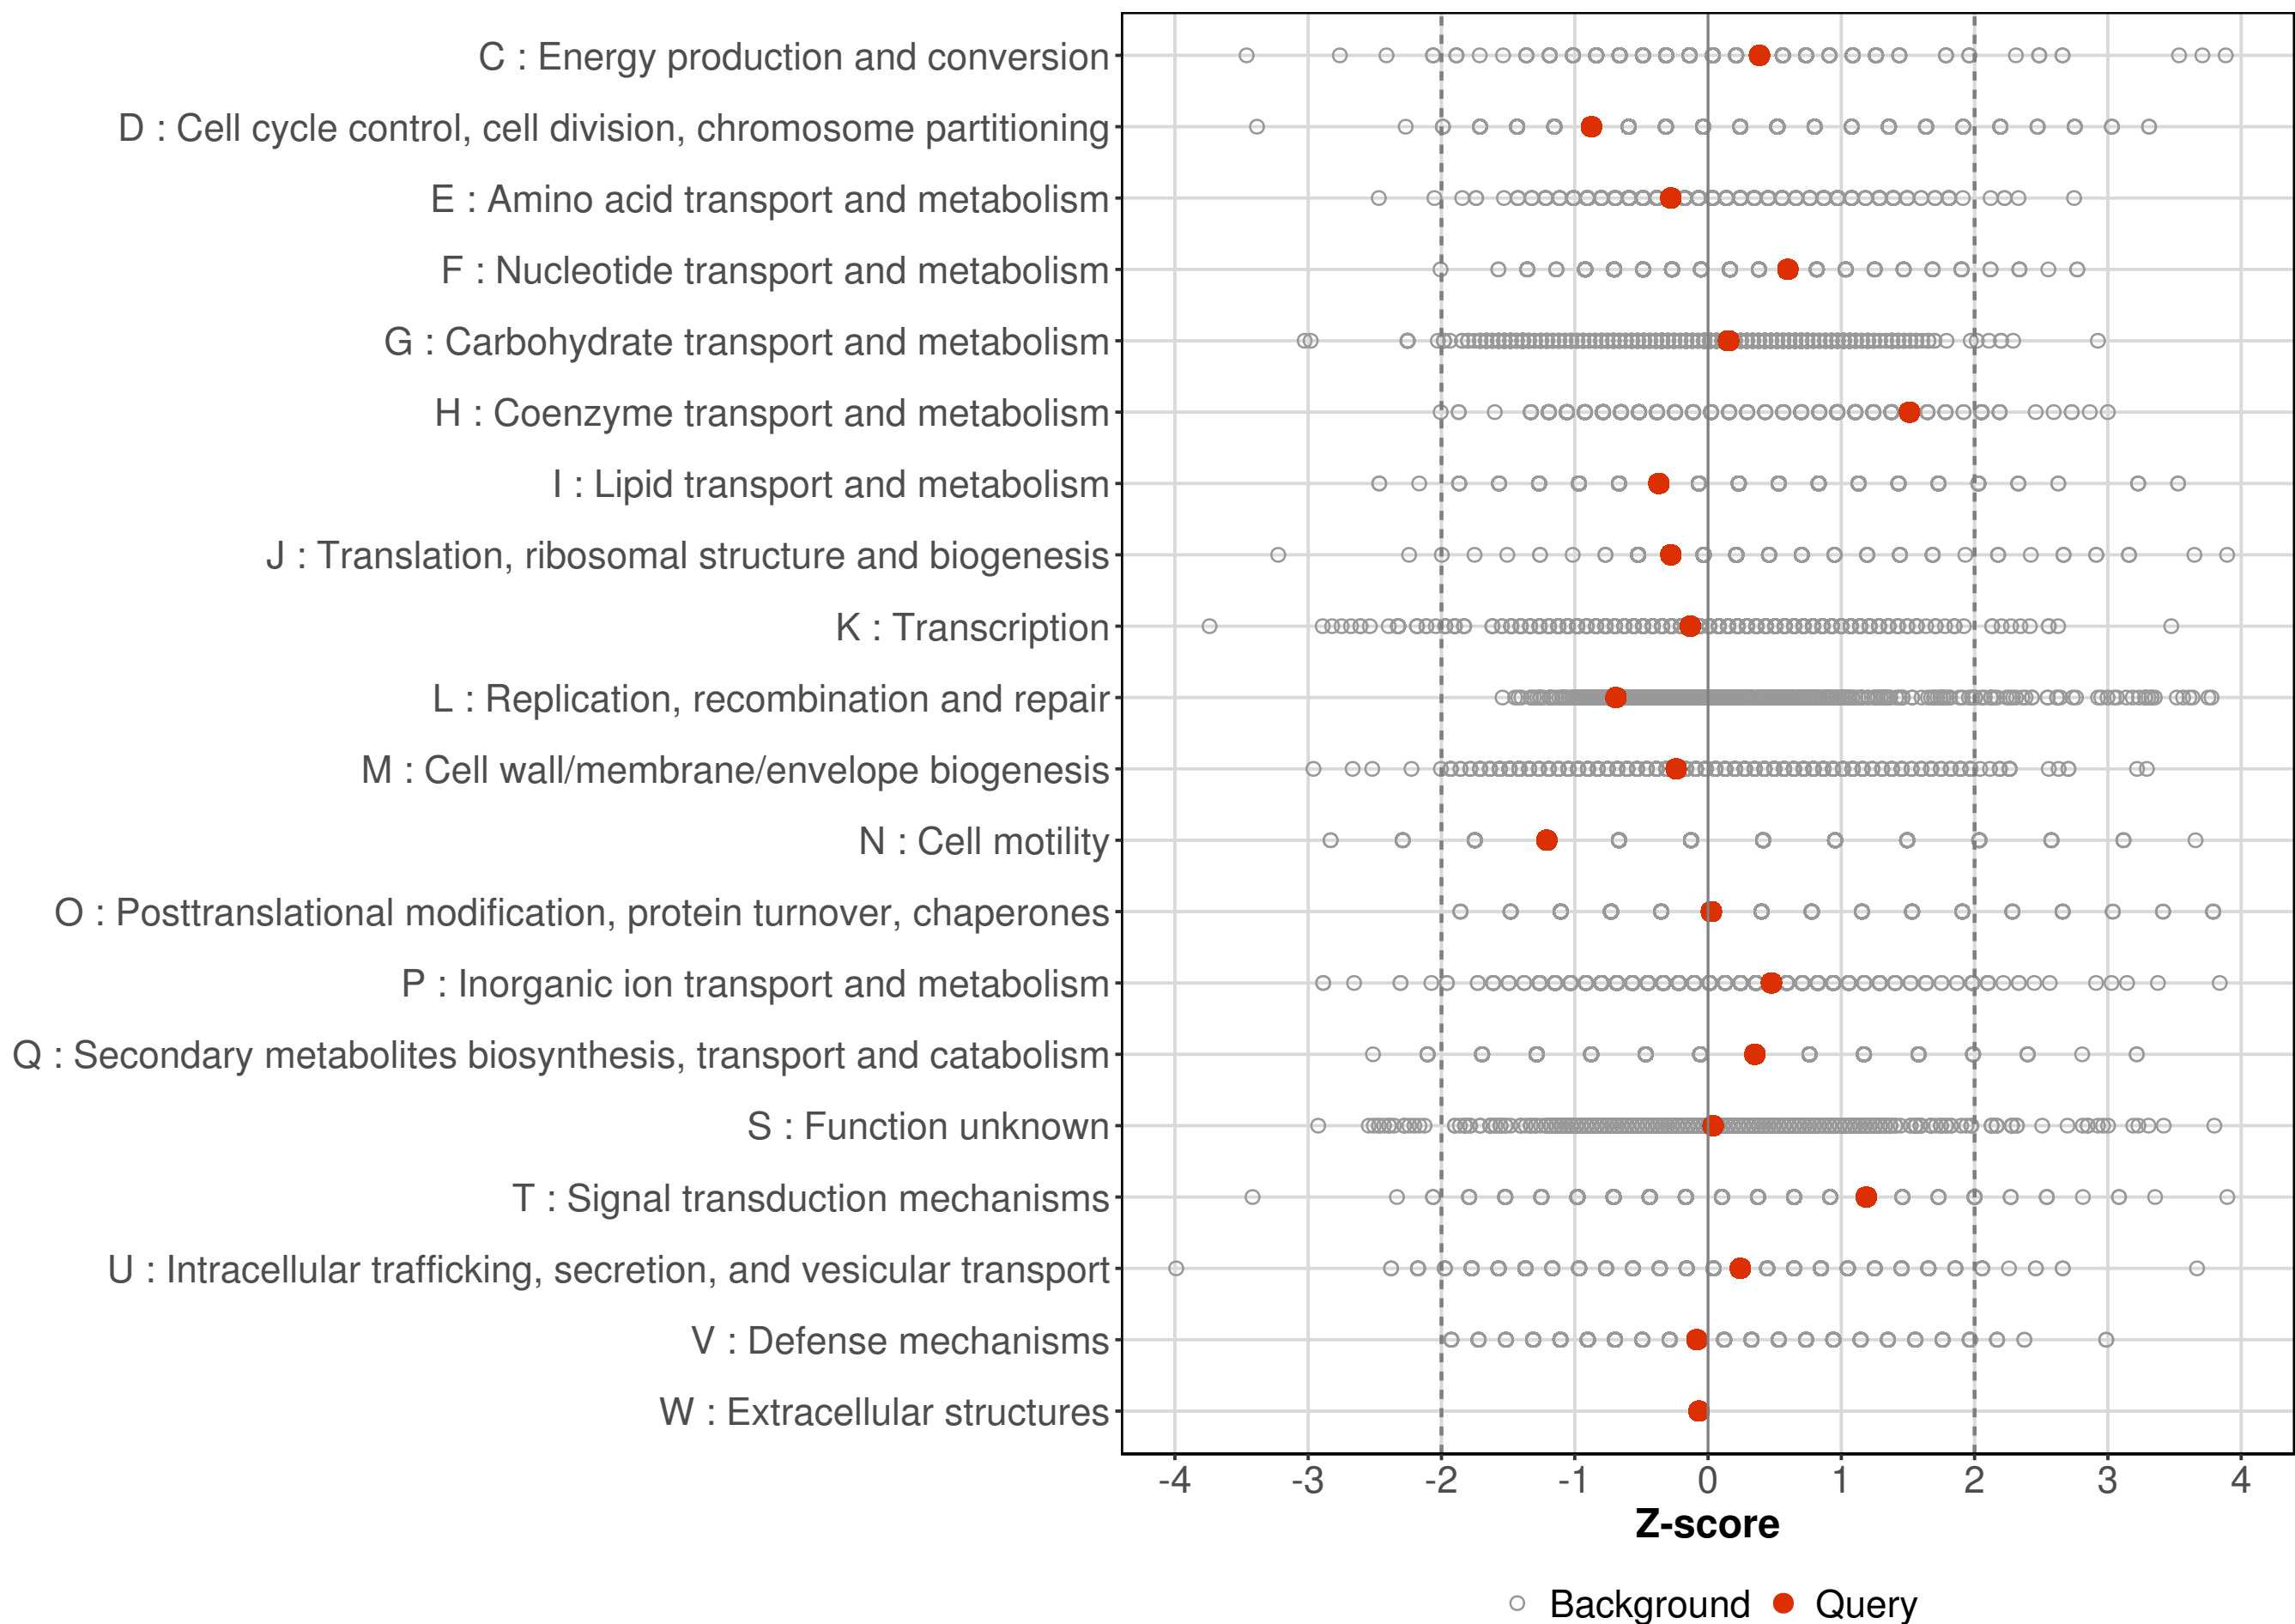 C : Energy production and conversion
D : Cell cycle control, cell division, chromosome partitioning
E : Amino acid transport and metabolism
F : Nucleotide transport and metabolism
G : Carbohydrate transport and metabolism
H : Coenzyme transport and metabolism
I : Lipid transport and metabolism
J : Translation, ribosomal structure and biogenesis
K : Transcription
L : Replication, recombination and repair
M : Cell wall/membrane/envelope biogenesis
N : Cell motility
O : Posttranslational modification, protein turnover, chaperones
P : Inorganic ion transport and metabolism
Q : Secondary metabolites biosynthesis, transport and catabolism
S : Function unknown
T : Signal transduction mechanisms
U : Intracellular trafficking, secretion, and vesicular transport
V : Defense mechanisms
W : Extracellular structures
-4 -3 -2 -1 0 1 2 3 4
Z-score
Background Query